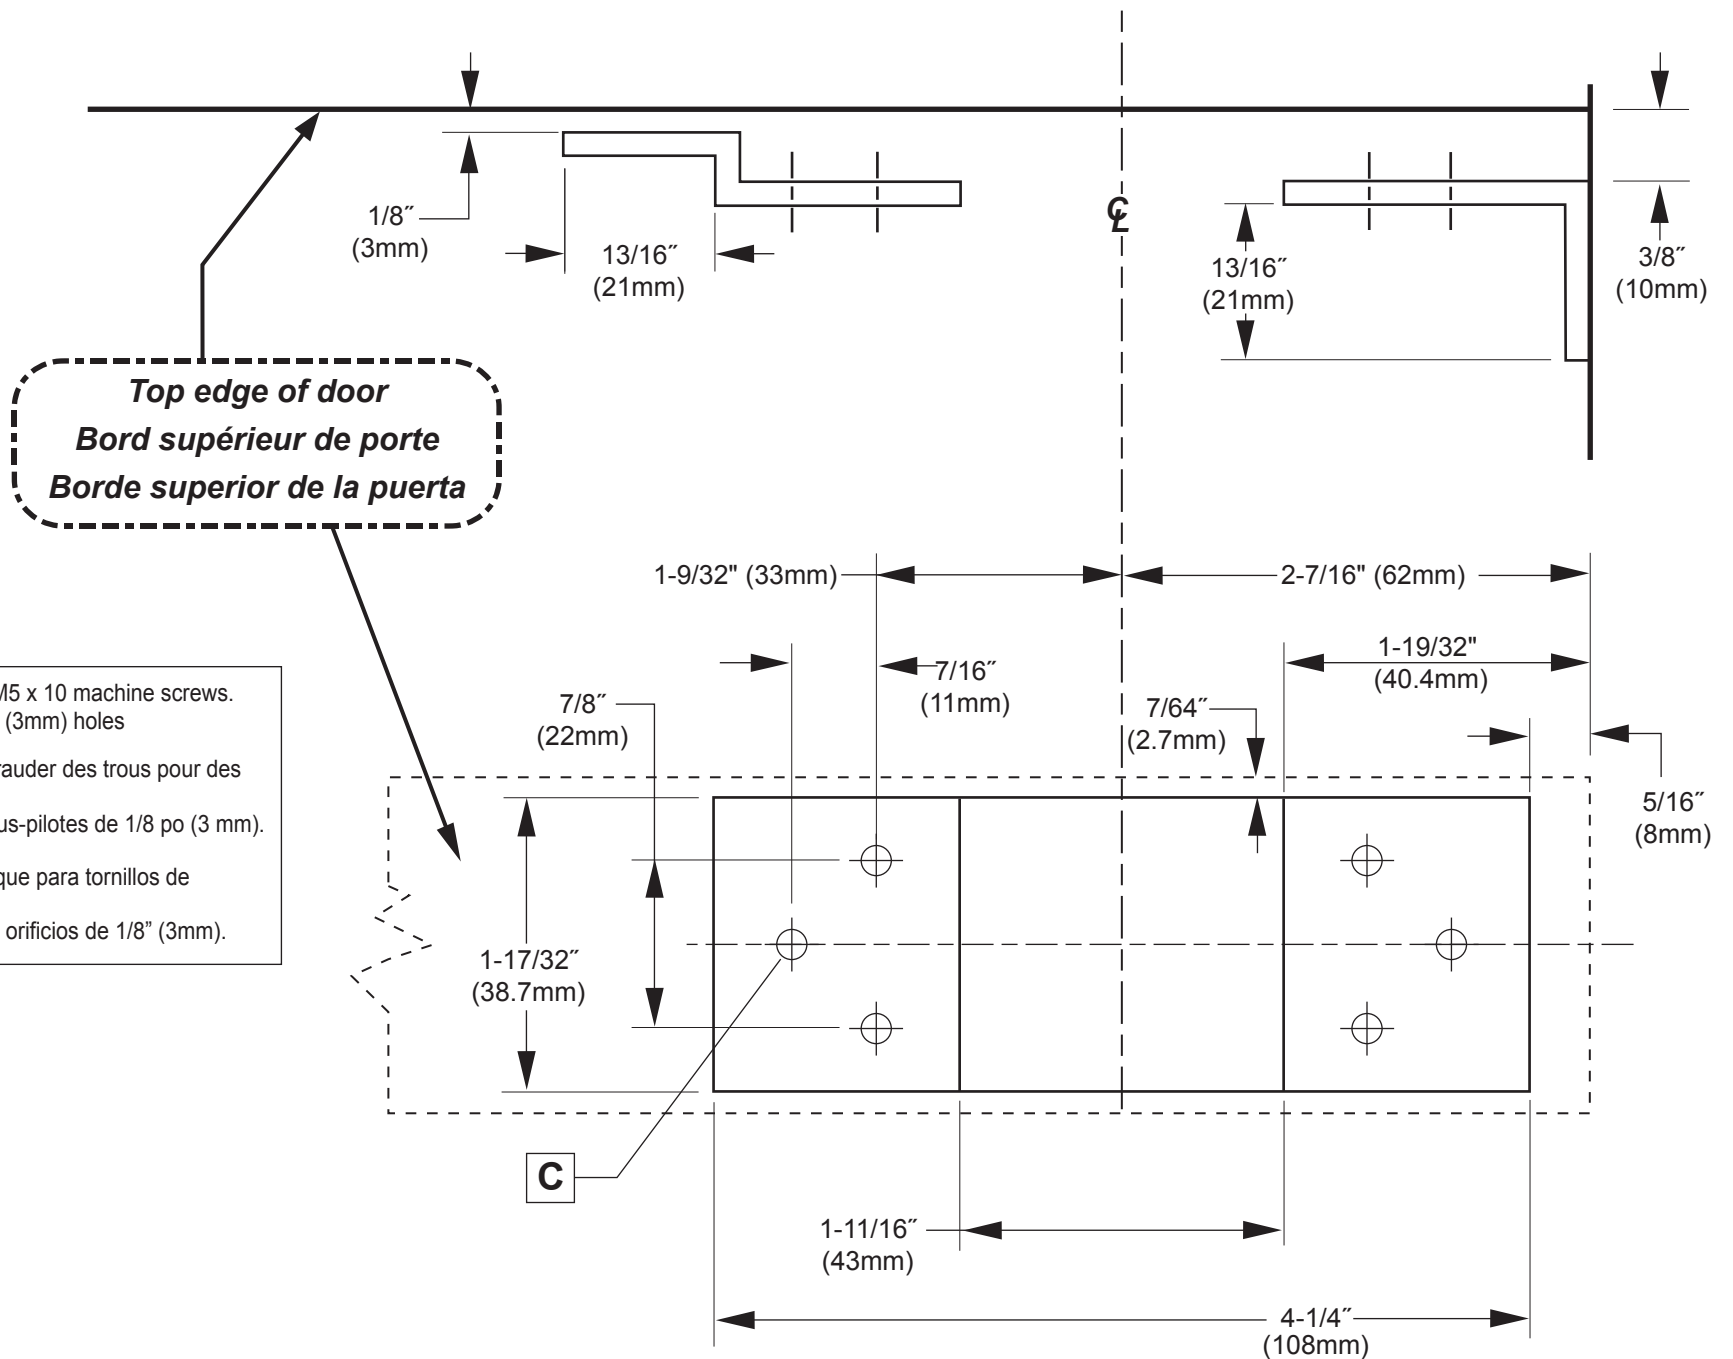 1/8″
(3mm)
13/16″
(21mm)
CL
13/16″
(21mm)
3/8″
(10mm)
Top edge of door
Bord supérieur de porte
Borde superior de la puerta
1-9/32" (33mm)
2-7/16" (62mm)
1-19/32"
(40.4mm)
7/16″
(11mm)
7/8″
(22mm)
7/64″
(2.7mm)
M5 x 10 machine screws.
(3mm) holes
rauder des trous pour des
us-pilotes de 1/8 po (3 mm).
que para tornillos de
orificios de 1/8” (3mm).
5/16″
(8mm)
1-17/32″
(38.7mm)
C
1-11/16″
(43mm)
4-1/4″
(108mm)